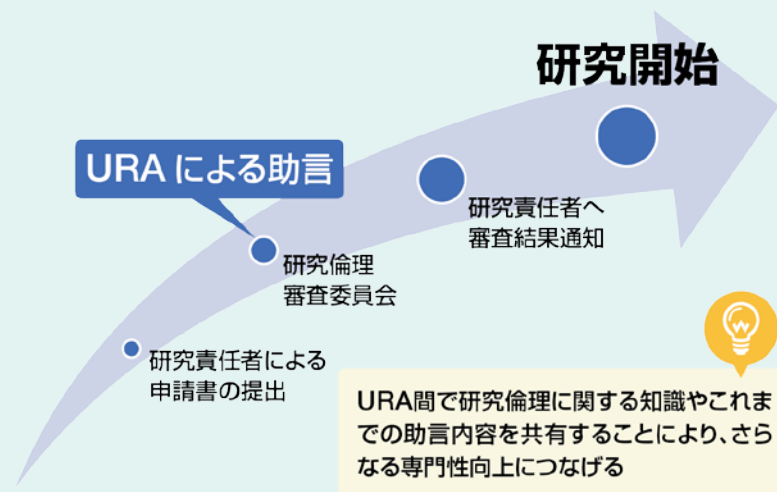 研究開始
URAによる助言
研究責任者へ
審査結果通知
研究倫理
審査委員会
研究責任者による
申請書の提出
URA間で研究倫理に関する知識やこれま
での助言内容を共有することにより、さら
なる専門性向上につなげる